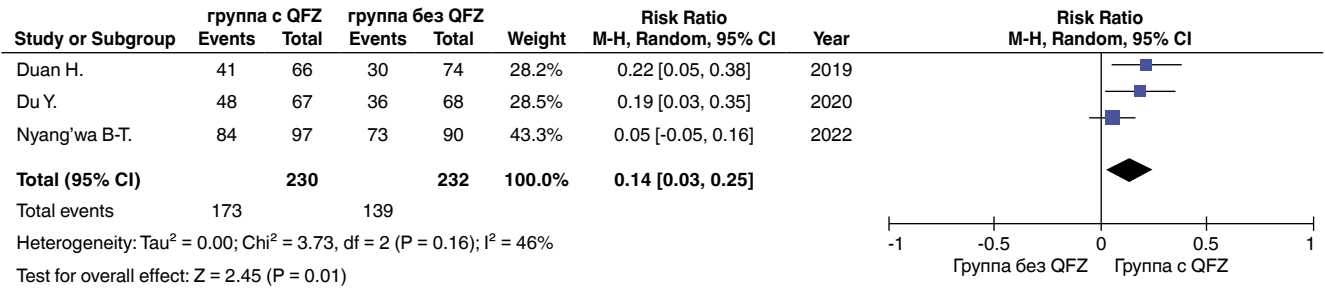 группа с QFZ группа без QFZ Risk Ratio Risk Ratio
Study or Subgroup Events Total Events Total Weight M-H, Random, 95% CI Year M-H, Random, 95% CI
Duan H. 41 66 30 74 28.2% 0.22 [0.05, 0.38] 2019
Du Y. 48 67 36 68 28.5% 0.19 [0.03, 0.35] 2020
Nyang’wa B-T. 84 97 73 90 43.3% 0.05 [-0.05, 0.16] 2022
Total (95% CI) 230 232 100.0% 0.14 [0.03, 0.25]
Total events 173 139
Heterogeneity: Tau² = 0.00; Chi² = 3.73, df = 2 (P = 0.16); I² = 46%
Test for overall effect: Z = 2.45 (P = 0.01)
-1 -0.5 0 0.5 1
Группа без QFZ Группа с QFZ